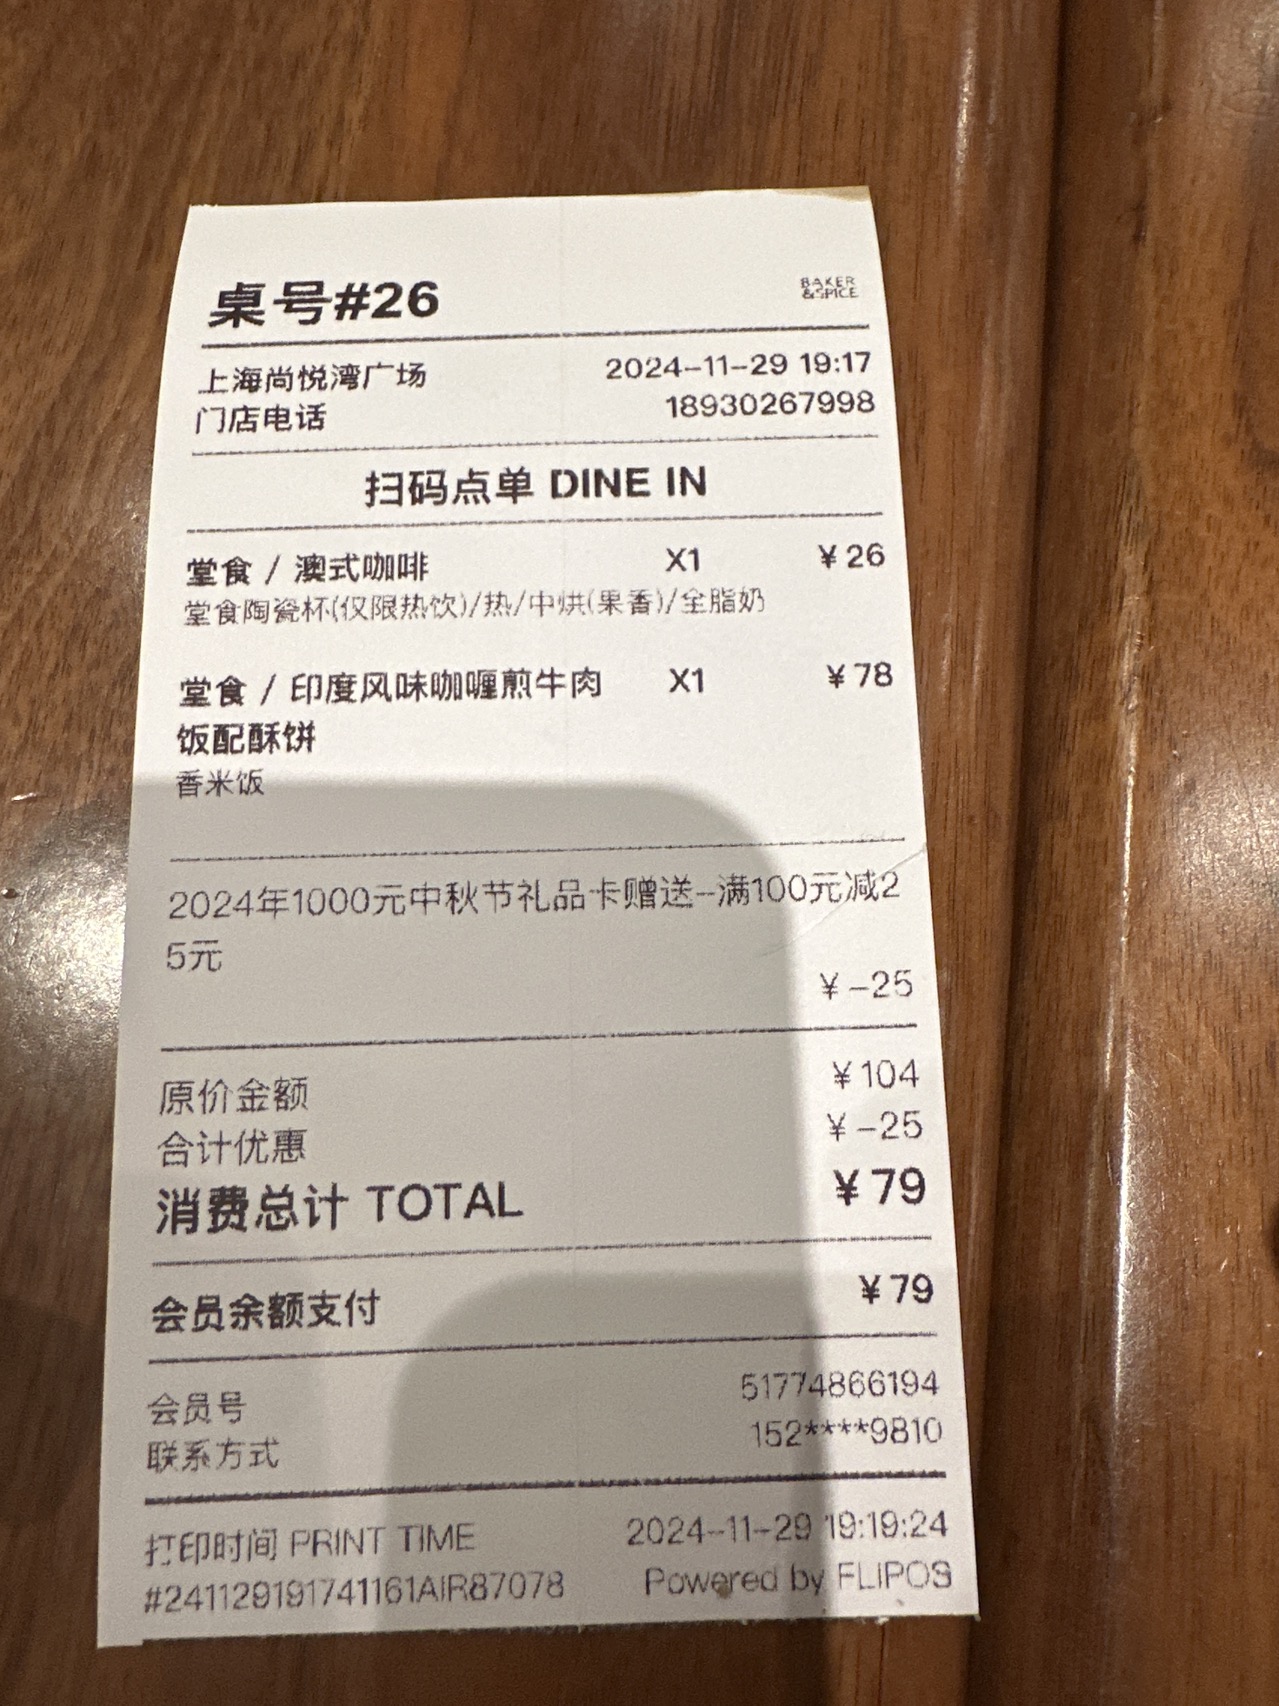 桌号#26
BAKER
&SPICE
上海尚悦湾广场 2024-11-29 19:17
门店电话 18930267998
扫码点单 DINE IN
堂食 / 澳式咖啡 X1 ¥26
堂食陶瓷杯(仅限热饮)/热/中烘(果香)/全脂奶
堂食 / 印度风味咖喱煎牛肉 X1 ¥78
饭配酥饼
香米饭
2024年1000元中秋节礼品卡赠送-满100元减2
5元
¥-25
原价金额 ¥104
合计优惠 ¥-25
消费总计 TOTAL ¥79
会员余额支付 ¥79
会员号 51774866194
联系方式 152****9810
打印时间 PRINT TIME 2024-11-29 19:19:24
#241129191741161AIR87078 Powered by FLIPOS